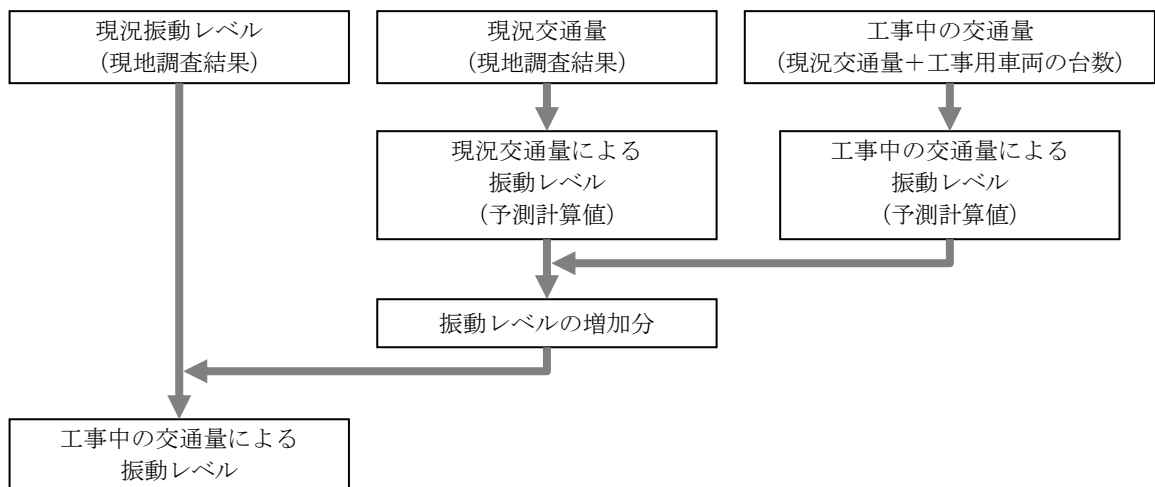 現況振動レベル
（現地調査結果）
現況交通量
（現地調査結果）
工事中の交通量
（現況交通量＋工事用車両の台数）
現況交通量による
振動レベル
（予測計算値）
工事中の交通量による
振動レベル
（予測計算値）
振動レベルの増加分
工事中の交通量による
振動レベル